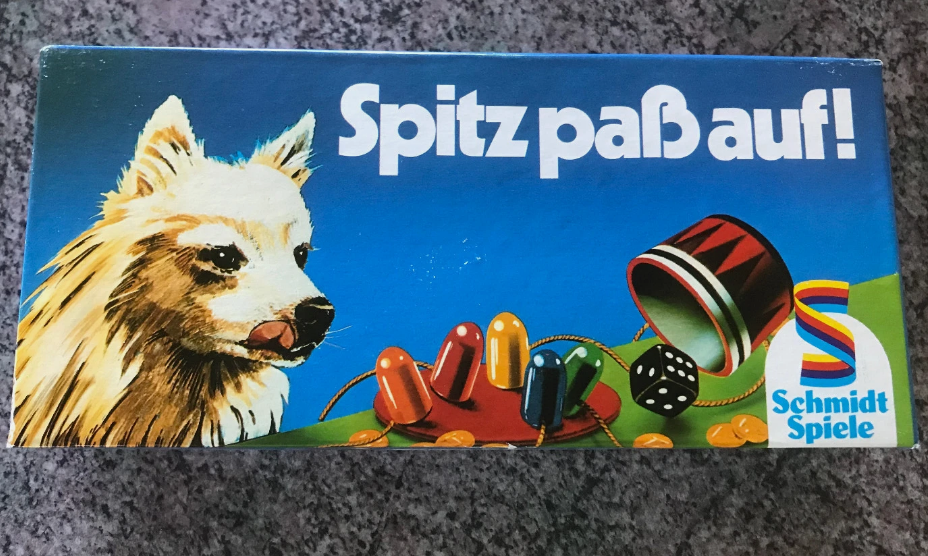 Spitz paß auf!
Schmidt
Spiele